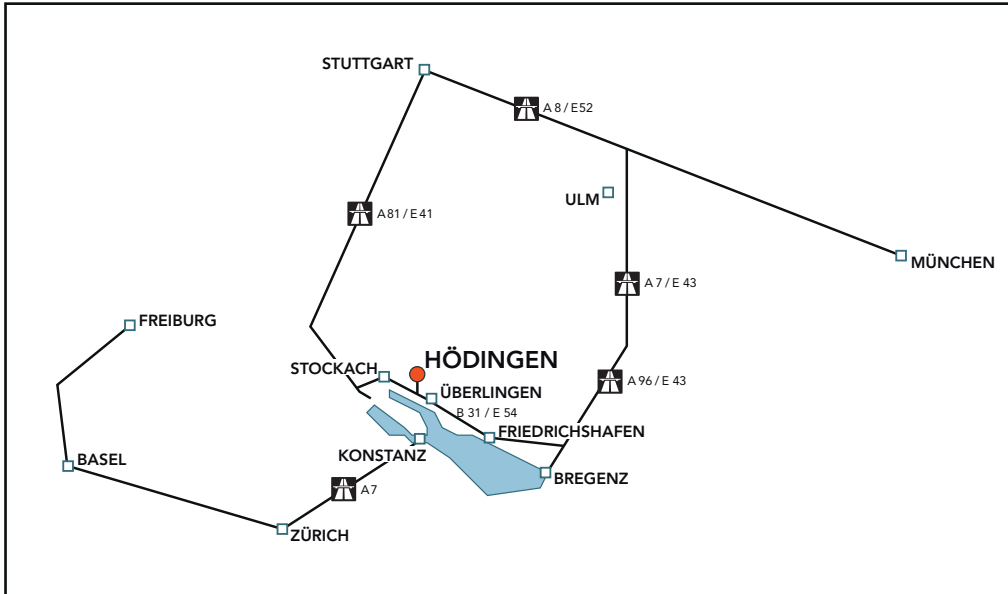 STUTTGART
A 8 / E52
ULM
A81 / E 41
MÜNCHEN
A 7 / E 43
FREIBURG
HÖDINGEN
STOCKACH
A 96 / E 43
ÜBERLINGEN
B 31 / E 54
FRIEDRICHSHAFEN
KONSTANZ
BASEL
BREGENZ
A7
ZÜRICH